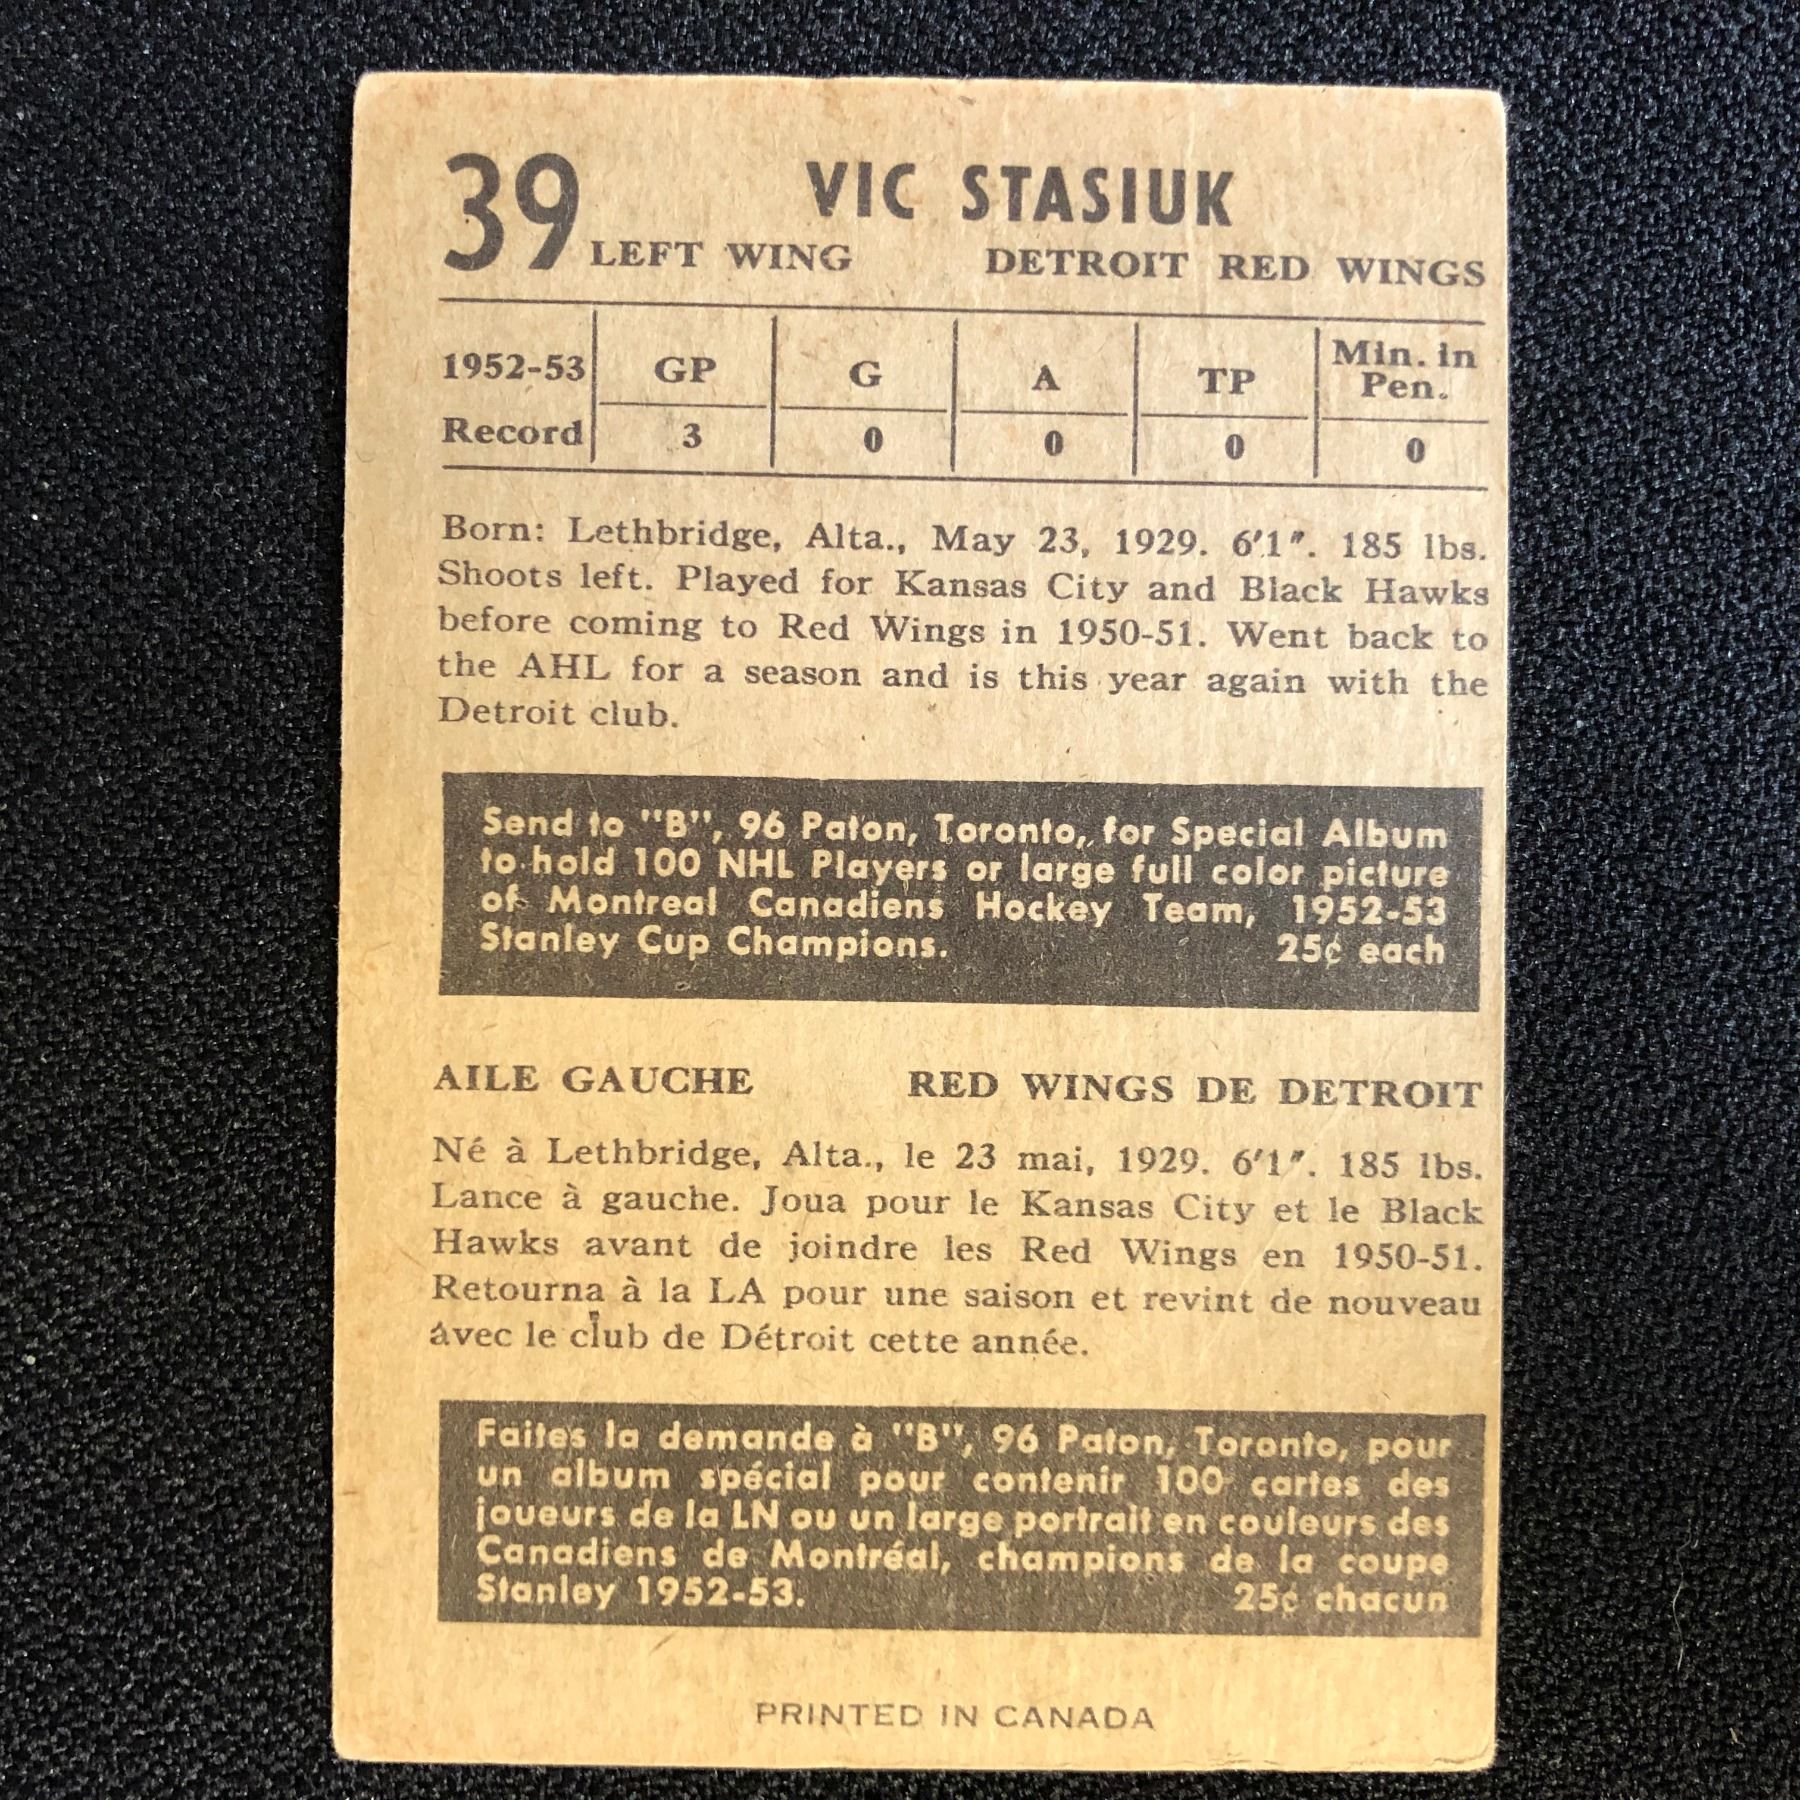 39 VIC STASIUK
LEFT WING DETROIT RED WINGS
1952-53 GP G A TP Min. in Pen.
Record 3 0 0 0 0
Born: Lethbridge, Alta., May 23, 1929. 6'1". 185 lbs.
Shoots left. Played for Kansas City and Black Hawks
before coming to Red Wings in 1950-51. Went back to
the AHL for a season and is this year again with the
Detroit club.
Send to "B", 96 Paton, Toronto, for Special Album
to hold 100 NHL Players or large full color picture
of Montreal Canadiens Hockey Team, 1952-53
Stanley Cup Champions. 25¢ each
AILE GAUCHE RED WINGS DE DETROIT
Né à Lethbridge, Alta., le 23 mai, 1929. 6'1". 185 lbs.
Lance à gauche. Joua pour le Kansas City et le Black
Hawks avant de joindre les Red Wings en 1950-51.
Retourna à la LA pour une saison et revint de nouveau
avec le club de Détroit cette année.
Faites la demande à "B", 96 Paton, Toronto, pour
un album spécial pour contenir 100 cartes des
joueurs de la LN ou un large portrait en couleurs des
Canadiens de Montréal, champions de la coupe
Stanley 1952-53. 25¢ chacun
PRINTED IN CANADA